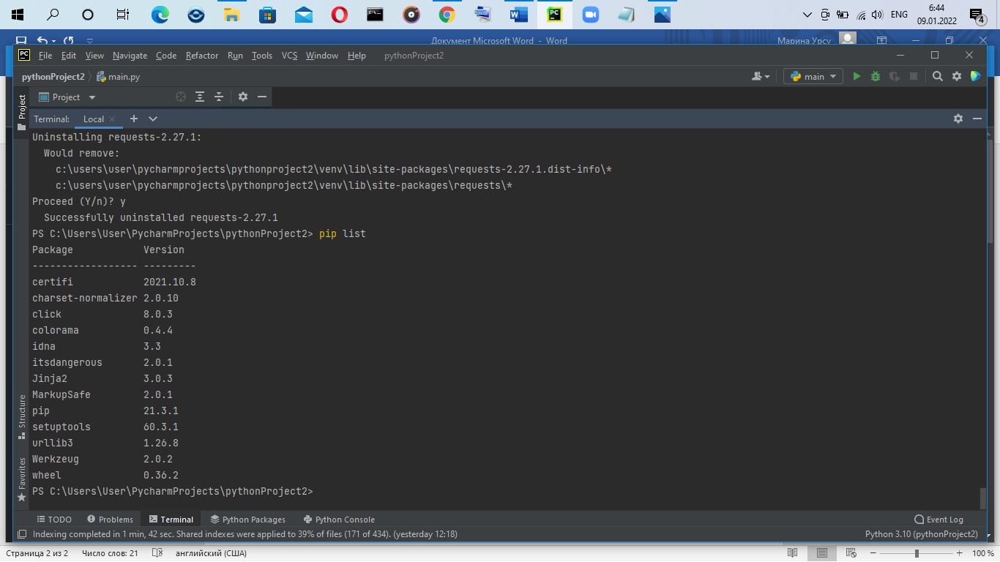 ENG
6:44
09.01.2022
4
Документ Microsoft Word - Word
Марина Урсу
PC
File Edit View Navigate Code Refactor Run Tools VCS Window Help pythonProject2
pythonProject2 main.py
main
Project
Project
Terminal: Local
Uninstalling requests-2.27.1:
Would remove:
c:\users\user\pycharmprojects\pythonproject2\venv\lib\site-packages\requests-2.27.1.dist-info\*
c:\users\user\pycharmprojects\pythonproject2\venv\lib\site-packages\requests\*
Proceed (Y/n)? y
Successfully uninstalled requests-2.27.1
PS C:\Users\User\PycharmProjects\pythonProject2> pip list
Package Version
------------------ ---------
certifi 2021.10.8
charset-normalizer 2.0.10
click 8.0.3
colorama 0.4.4
idna 3.3
itsdangerous 2.0.1
Jinja2 3.0.3
MarkupSafe 2.0.1
pip 21.3.1
setuptools 60.3.1
urllib3 1.26.8
Werkzeug 2.0.2
wheel 0.36.2
PS C:\Users\User\PycharmProjects\pythonProject2>
Structure
Favorites
TODO Problems Terminal Python Packages Python Console Event Log
Indexing completed in 1 min, 42 sec. Shared indexes were applied to 39% of files (171 of 434). (yesterday 12:18) Python 3.10 (pythonProject2)
Страница 2 из 2 Число слов: 21 английский (США) 100 %